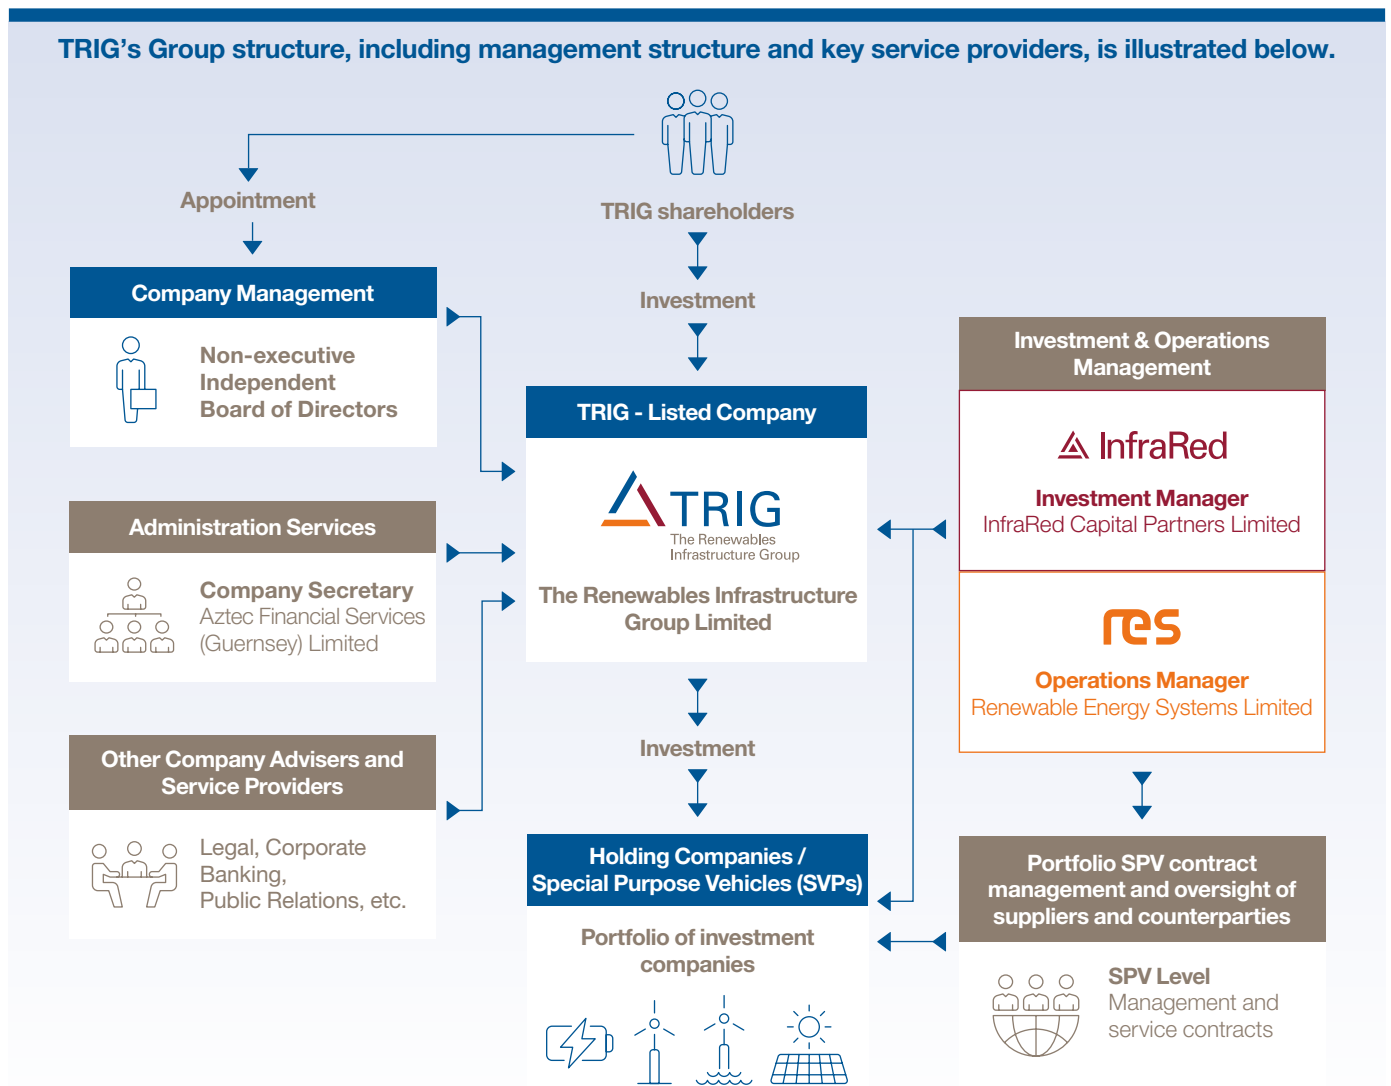 TRIG’s Group structure, including management structure and key service providers, is illustrated below.
Appointment
TRIG shareholders
Investment
Company Management
Non-executive
Independent
Board of Directors
Administration Services
Company Secretary
Aztec Financial Services
(Guernsey) Limited
Other Company Advisers and
Service Providers
Legal, Corporate
Banking,
Public Relations, etc.
TRIG - Listed Company
TRIG
The Renewables
Infrastructure Group
The Renewables Infrastructure
Group Limited
Investment
Holding Companies /
Special Purpose Vehicles (SVPs)
Portfolio of investment
companies
Investment & Operations
Management
InfraRed
Investment Manager
InfraRed Capital Partners Limited
res
Operations Manager
Renewable Energy Systems Limited
Portfolio SPV contract
management and oversight of
suppliers and counterparties
SPV Level
Management and
service contracts